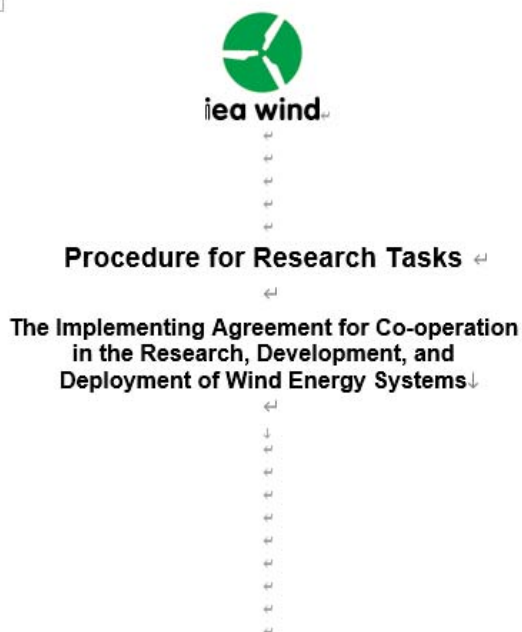 iea wind
Procedure for Research Tasks
The Implementing Agreement for Co-operation
in the Research, Development, and
Deployment of Wind Energy Systems